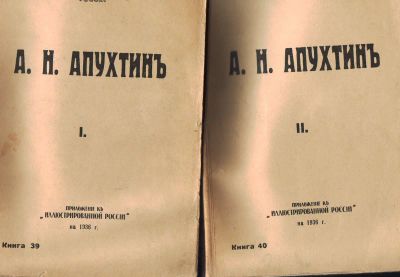 А. Н. АПУХТИНЪ
I.
ПРИЛОЖЕНІЕ КЪ
„ИЛЛЮСТРИРОВАННОЙ РОССІИ"
на 1936 г.
Книга 39
А. Н. АПУХТИНЪ
II.
ПРИЛОЖЕНІЕ КЪ
„ИЛЛЮСТРИРОВАННОЙ РОССІИ"
на 1936 г.
Книга 40